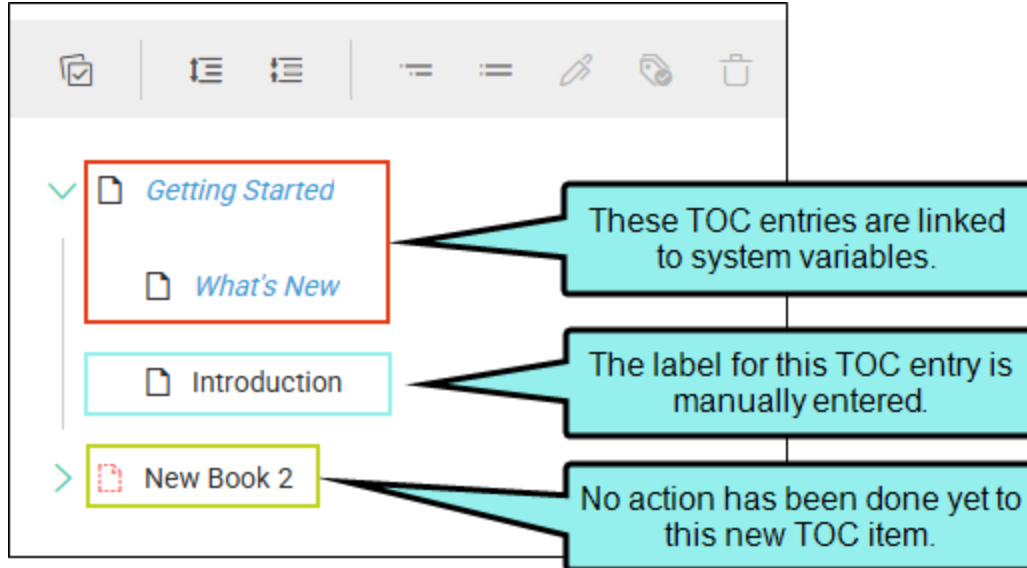 Getting Started
These TOC entries are linked
to system variables.
What's New
The label for this TOC entry is
manually entered.
Introduction
New Book 2
No action has been done yet to
this new TOC item.